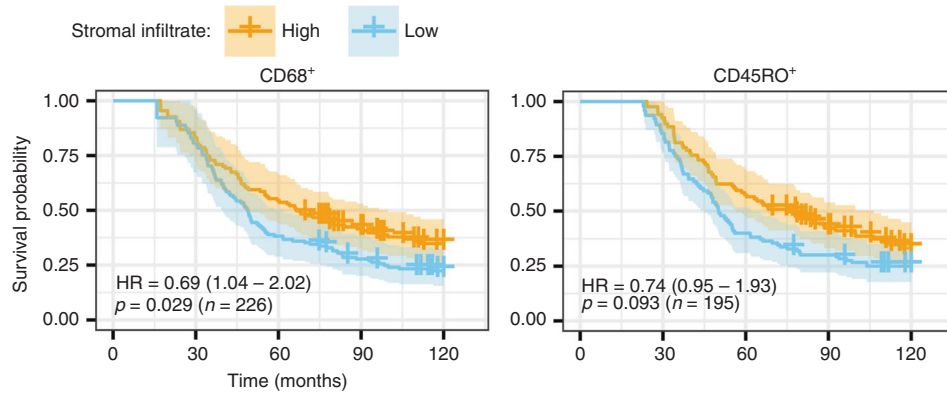 Stromal infiltrate: High Low
CD68+
CD45RO+
Survival probability
1.00
0.75
0.50
0.25
0.00
HR = 0.69 (1.04 – 2.02)
p = 0.029 (n = 226)
0 30 60 90 120
Time (months)
1.00
0.75
0.50
0.25
0.00
HR = 0.74 (0.95 – 1.93)
p = 0.093 (n = 195)
0 30 60 90 120